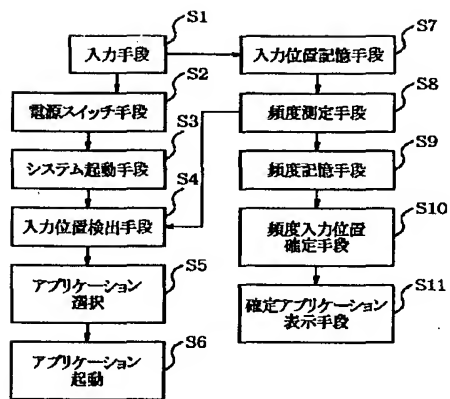 S1
入力手段
S2
電源スイッチ手段
S3
システム起動手段
S4
入力位置検出手段
S5
アプリケーション
選択
S6
アプリケーション
起動
S7
入力位置記憶手段
S8
頻度測定手段
S9
頻度記憶手段
S10
頻度入力位置
確定手段
S11
確定アプリケーション
表示手段